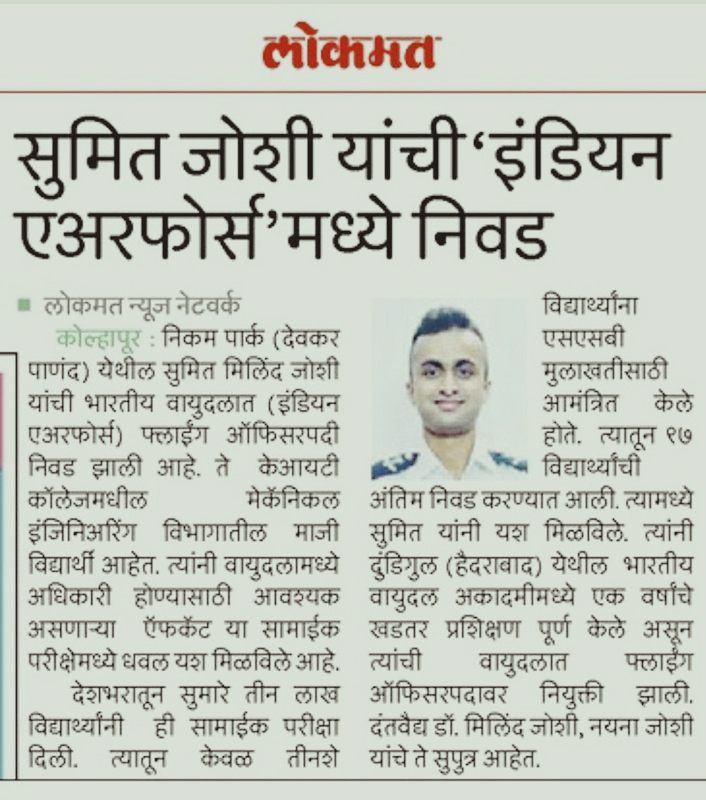 लोकमत
सुमित जोशी यांची ‘इंडियन
एअरफोर्स’मध्ये निवड
■ लोकमत न्यूज नेटवर्क
कोल्हापूर : निकम पार्क (देवकर
पाणंद) येथील सुमित मिलिंद जोशी
यांची भारतीय वायुदलात (इंडियन
एअरफोर्स) फ्लाईंग ऑफिसरपदी
निवड झाली आहे. ते केआयटी
कॉलेजमधील मेकॅनिकल
इंजिनिअरिंग विभागातील माजी
विद्यार्थी आहेत. त्यांनी वायुदलामध्ये
अधिकारी होण्यासाठी आवश्यक
असणाऱ्या ऍफकॅट या सामाईक
परीक्षेमध्ये धवल यश मिळविले आहे.
देशभरातून सुमारे तीन लाख
विद्यार्थ्यांनी ही सामाईक परीक्षा
दिली. त्यातून केवळ तीनशे
विद्यार्थ्यांना
एसएसबी
मुलाखतीसाठी
आमंत्रित केले
होते. त्यातून १७
विद्यार्थ्यांची
अंतिम निवड करण्यात आली. त्यामध्ये
सुमित यांनी यश मिळविले. त्यांनी
दुंडिगुल (हैदराबाद) येथील भारतीय
वायुदल अकादमीमध्ये एक वर्षाचे
खडतर प्रशिक्षण पूर्ण केले असून
त्यांची वायुदलात फ्लाईंग
ऑफिसरपदावर नियुक्ती झाली.
दंतवैद्य डॉ. मिलिंद जोशी, नयना जोशी
यांचे ते सुपुत्र आहेत.